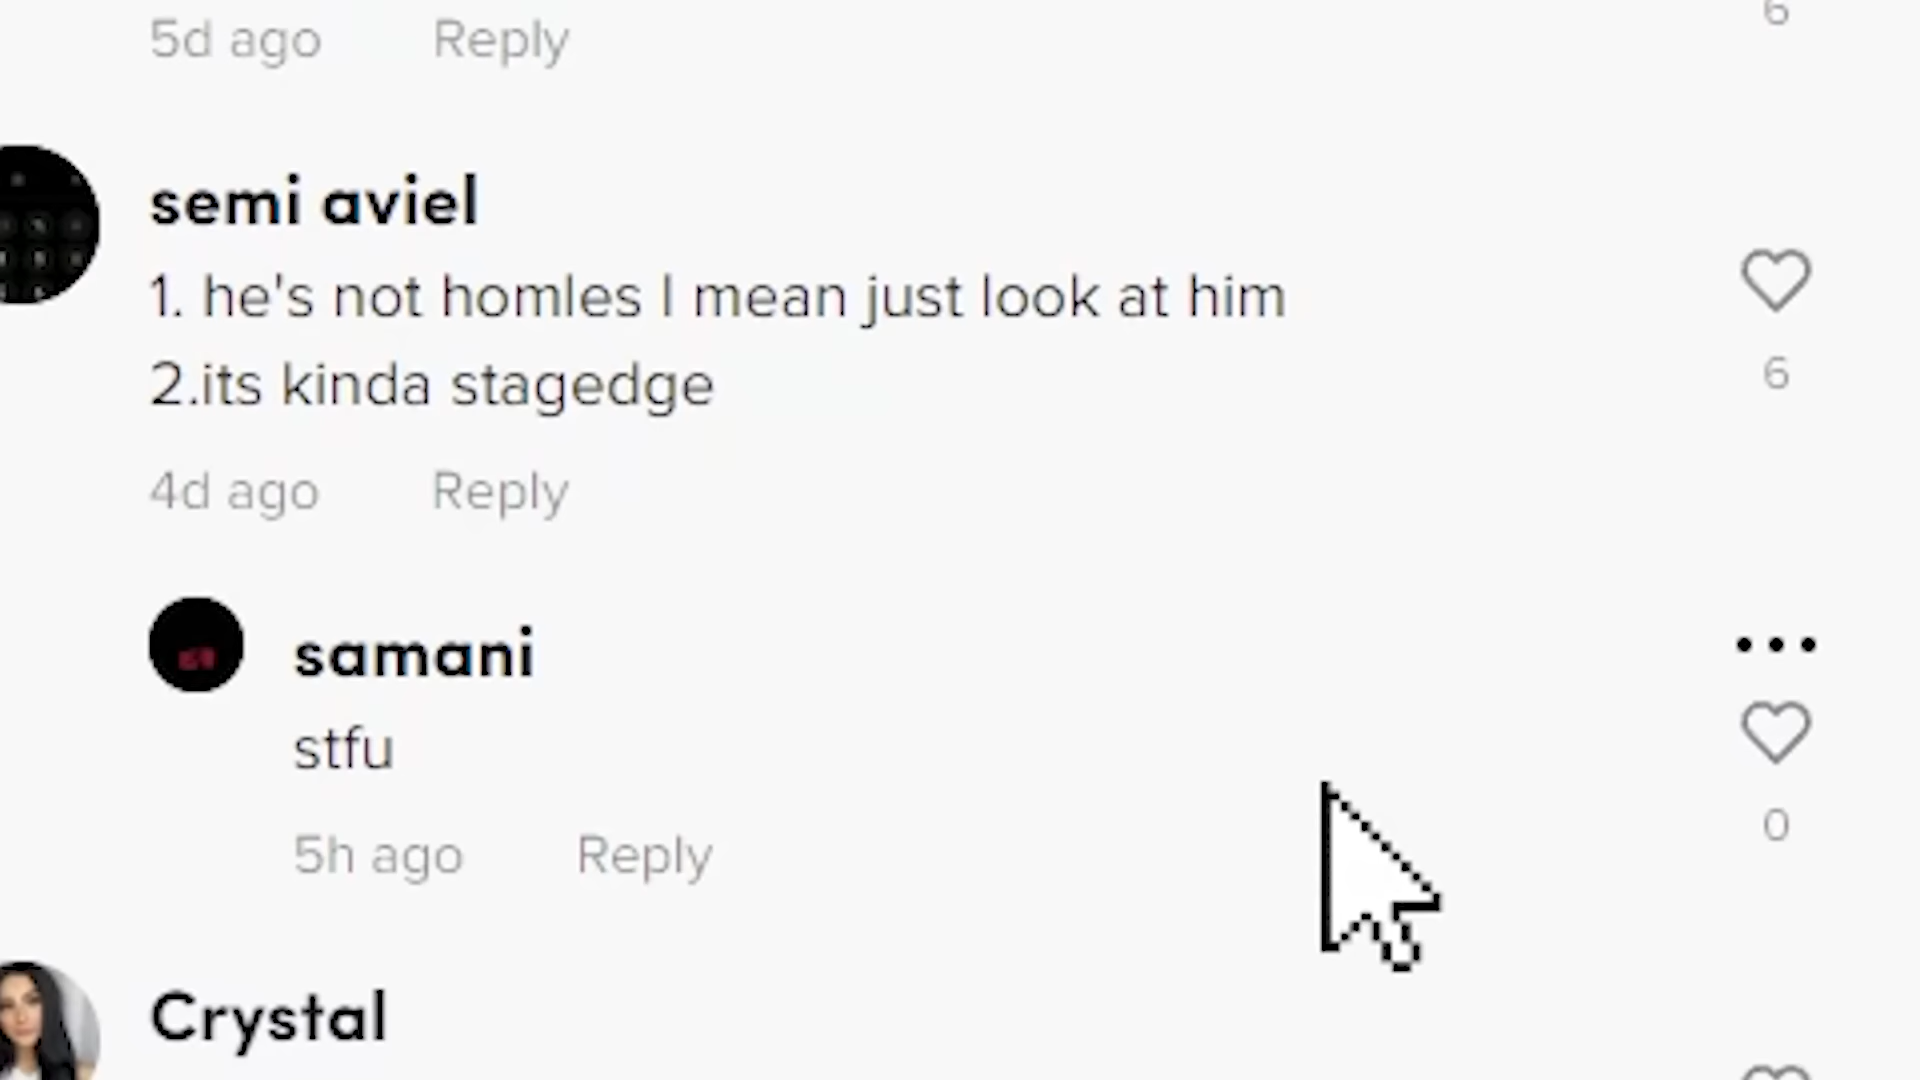 5d ago Reply
6
semi aviel
1. he's not homles I mean just look at him
2.its kinda stagedge
6
4d ago Reply
samani
stfu
0
5h ago Reply
Crystal